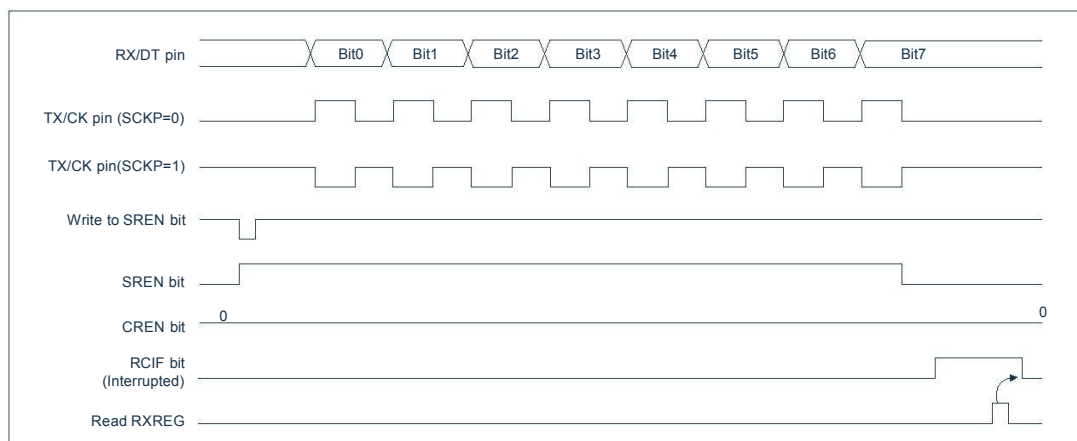 RX/DT pin
Bit0 Bit1 Bit2 Bit3 Bit4 Bit5 Bit6 Bit7
TX/CK pin (SCKP=0)
TX/CK pin(SCKP=1)
Write to SREN bit
SREN bit
0 0
CREN bit
RCIF bit
(Interrupted)
Read RXREG